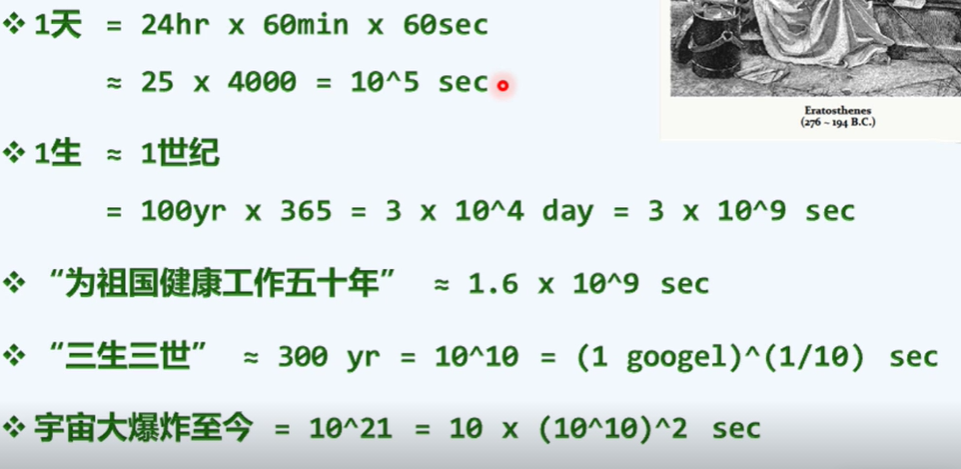 ❖ 1天 = 24hr x 60min x 60sec
≈ 25 x 4000 = 10^5 sec
Eratosthenes
(276 ~ 194 B.C.)
❖ 1生 ≈ 1世纪
= 100yr x 365 = 3 x 10^4 day = 3 x 10^9 sec
❖ “为祖国健康工作五十年” ≈ 1.6 x 10^9 sec
❖ “三生三世” ≈ 300 yr = 10^10 = (1 googel)^(1/10) sec
❖ 宇宙大爆炸至今 = 10^21 = 10 x (10^10)^2 sec